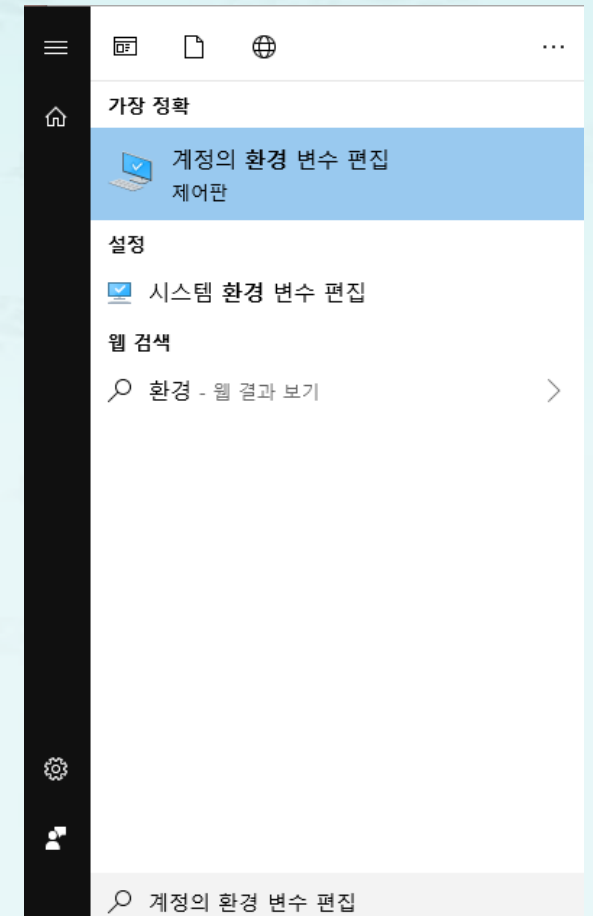 가장 정확
계정의 환경 변수 편집
제어판
설정
시스템 환경 변수 편집
웹 검색
환경 - 웹 결과 보기
계정의 환경 변수 편집